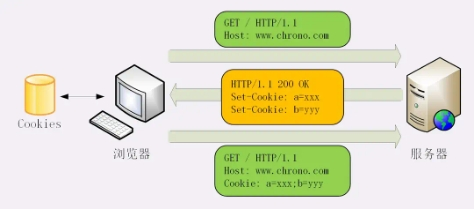 GET / HTTP/1.1
Host: www.chrono.com
HTTP/1.1 200 OK
Set-Cookie: a=xxx
Set-Cookie: b=yyy
Cookies
浏览器
服务器
GET / HTTP/1.1
Host: www.chrono.com
Cookie: a=xxx;b=yyy